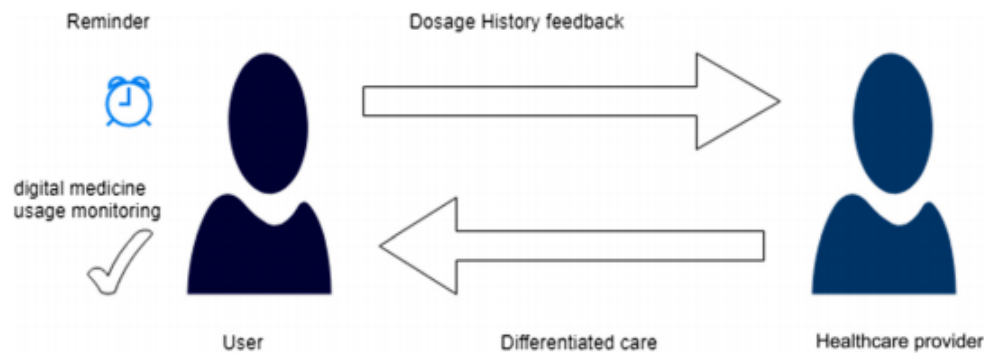 Reminder
Dosage History feedback
digital medicine
usage monitoring
User
Differentiated care
Healthcare provider